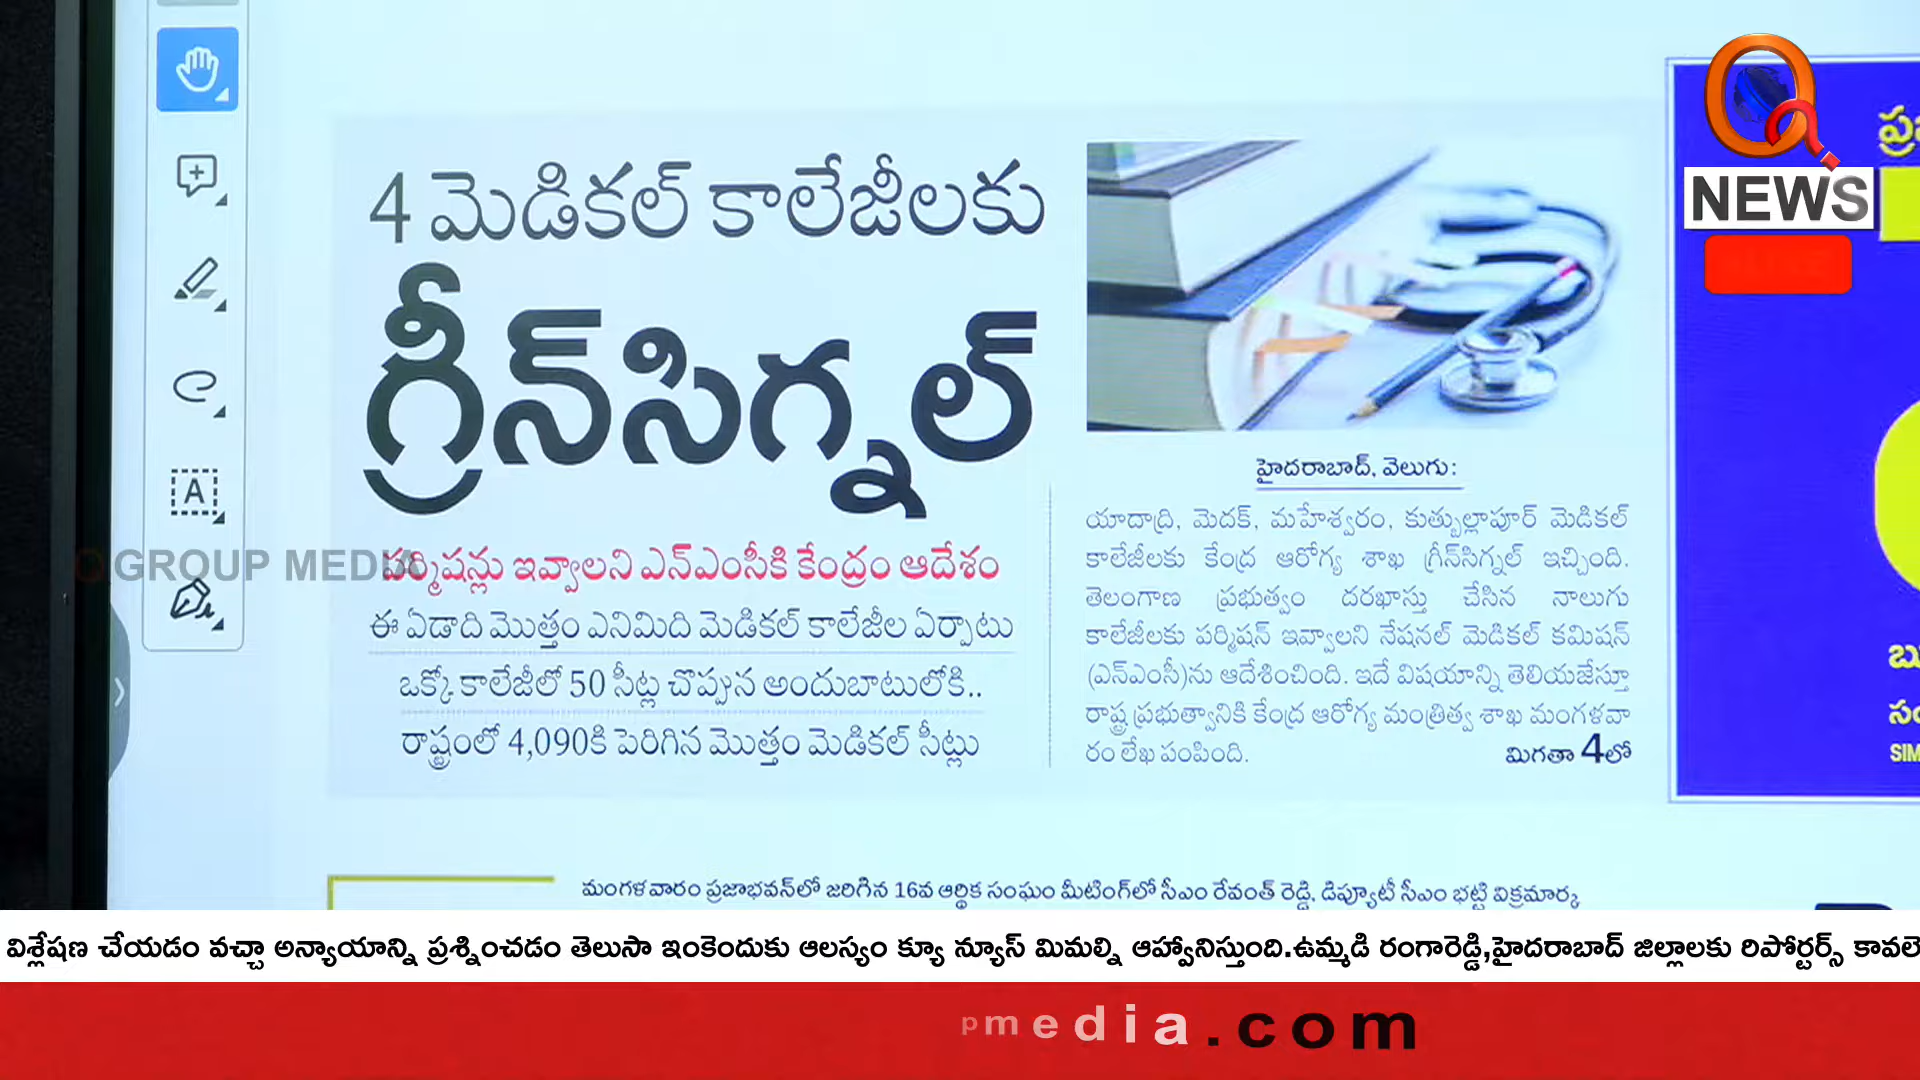 4 మెడికల్ కాలేజీలకు
గ్రీన్‌సిగ్నల్
పర్మిషన్లు ఇవ్వాలని ఎన్ఎంసీకి కేంద్రం ఆదేశం
ఈ ఏడాది మొత్తం ఎనిమిది మెడికల్ కాలేజీల ఏర్పాటు
ఒక్కో కాలేజీలో 50 సీట్ల చొప్పున అందుబాటులోకి..
రాష్ట్రంలో 4,090కి పెరిగిన మొత్తం మెడికల్ సీట్లు
హైదరాబాద్, వెలుగు:
యాదాద్రి, మెదక్, మహేశ్వరం, కుత్బుల్లాపూర్ మెడికల్
కాలేజీలకు కేంద్ర ఆరోగ్య శాఖ గ్రీన్‌సిగ్నల్ ఇచ్చింది.
తెలంగాణ ప్రభుత్వం దరఖాస్తు చేసిన నాలుగు
కాలేజీలకు పర్మిషన్ ఇవ్వాలని నేషనల్ మెడికల్ కమిషన్
(ఎన్ఎంసీ)ను ఆదేశించింది. ఇదే విషయాన్ని తెలియజేస్తూ
రాష్ట్ర ప్రభుత్వానికి కేంద్ర ఆరోగ్య మంత్రిత్వ శాఖ మంగళవా
రం లేఖ పంపింది.
మిగతా 4లో
మంగళవారం ప్రజాభవన్‌లో జరిగిన 16వ ఆర్థిక సంఘం మీటింగ్‌లో సీఎం రేవంత్ రెడ్డి, డిప్యూటీ సీఎం భట్టి విక్రమార్క
Q
NEWS
SIM
A
Q GROUP MEDIA
విశ్లేషణ చేయడం వచ్చా అన్యాయాన్ని ప్రశ్నించడం తెలుసా ఇంకెందుకు ఆలస్యం క్యూ న్యూస్ మిమల్ని ఆహ్వానిస్తుంది.ఉమ్మడి రంగారెడ్డి,హైదరాబాద్ జిల్లాలకు రిపోర్టర్స్ కావలె
pmedia.com